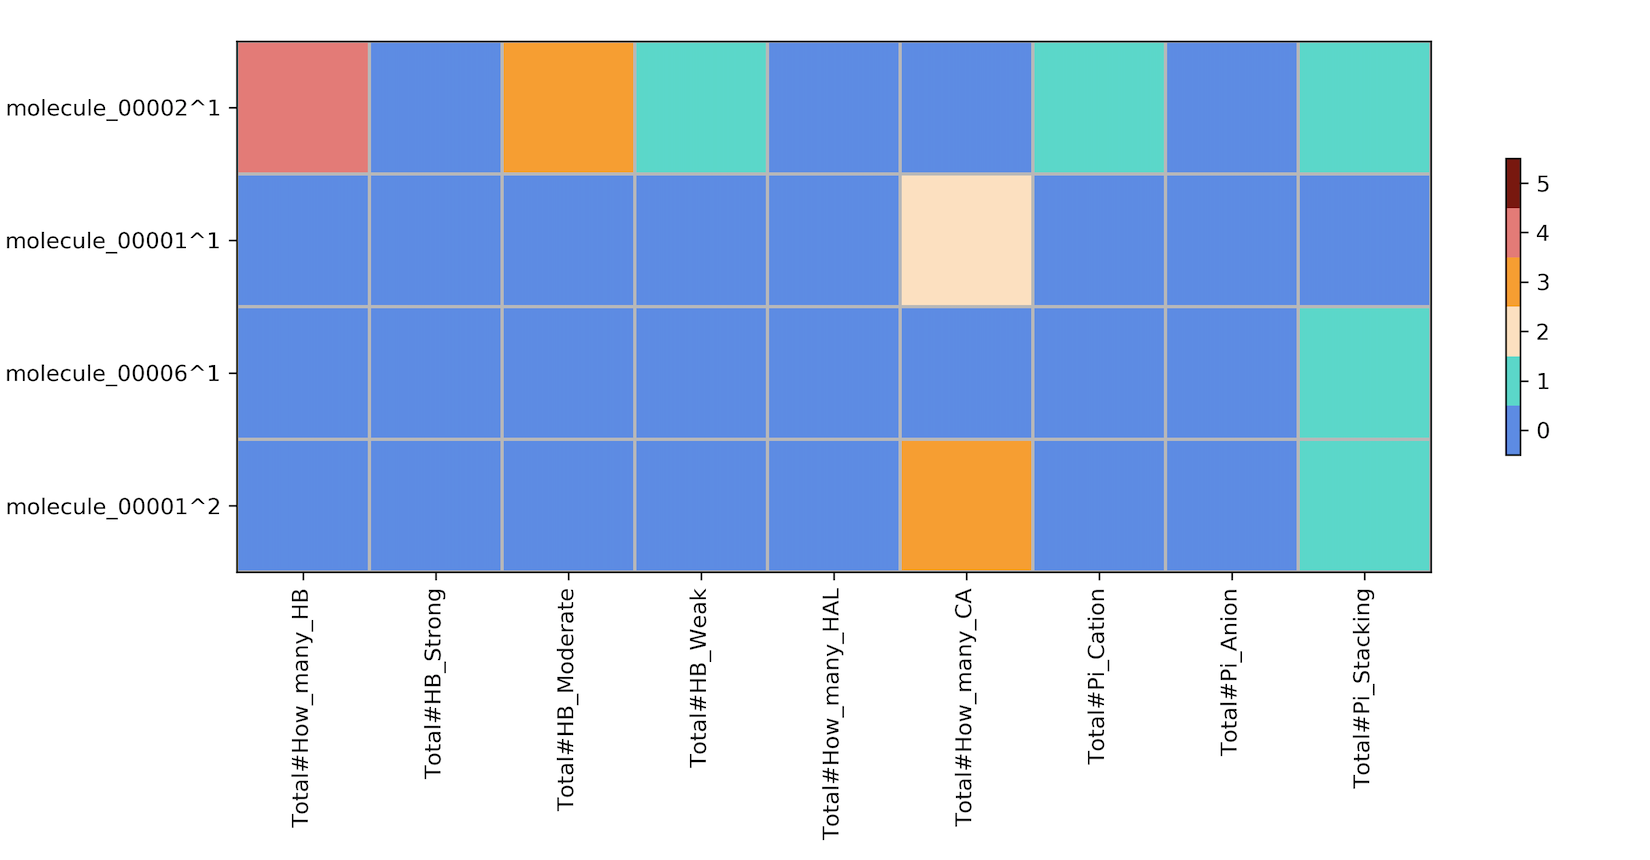 molecule_00002^1
molecule_00001^1
molecule_00006^1
molecule_00001^2
Total#How_many_HB
Total#HB_Strong
Total#HB_Moderate
Total#HB_Weak
Total#How_many_HAL
Total#How_many_CA
Total#Pi_Cation
Total#Pi_Anion
Total#Pi_Stacking
5
4
3
2
1
0